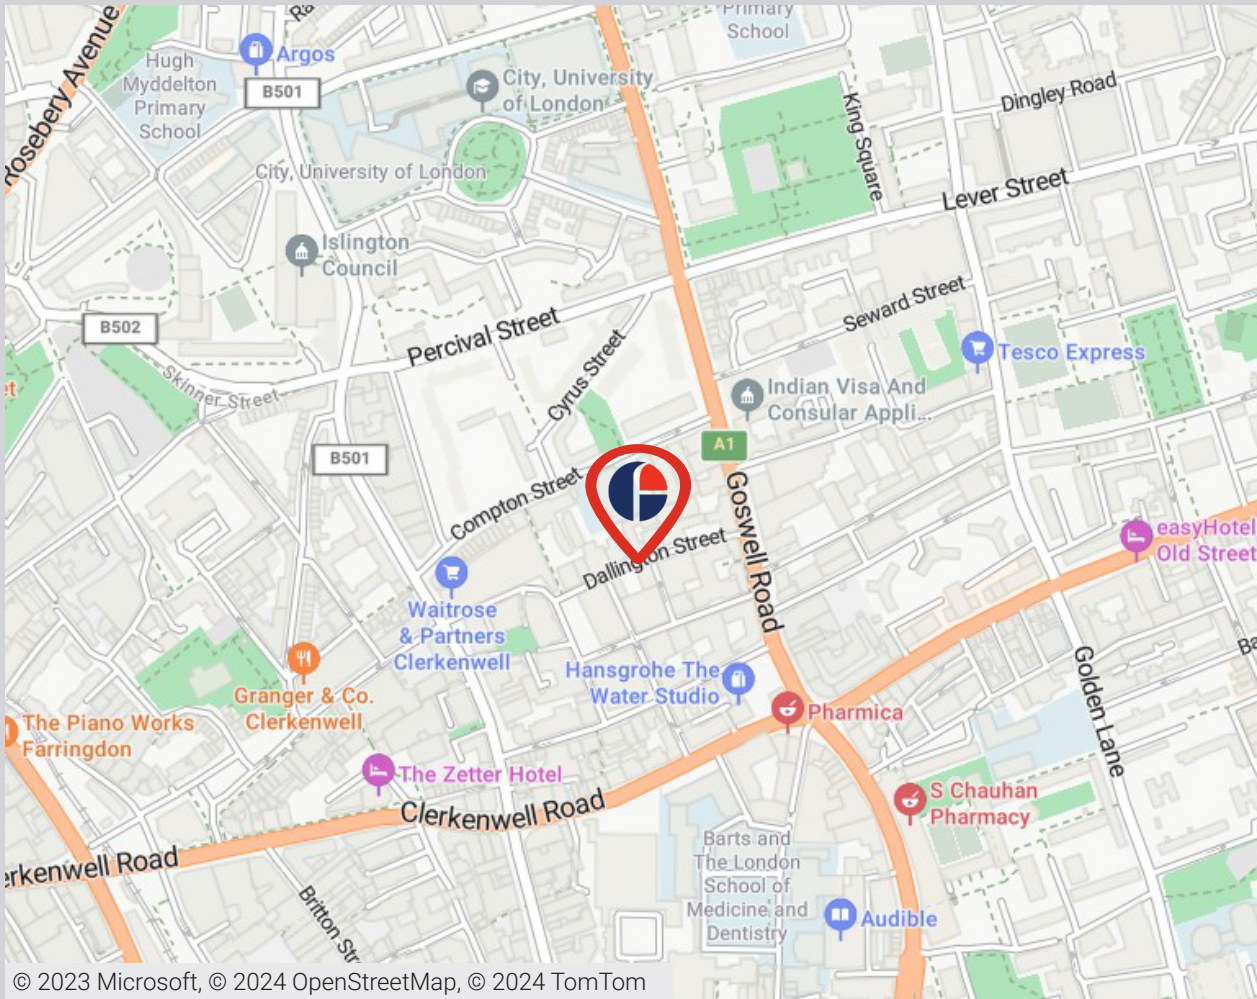 Rosebery Avenue
Ra
Argos
Hugh
Myddelton
Primary
School
B501
City, University
of London
City, University of London
Primary
School
King Square
Dingley Road
Lever Street
Islington
Council
B502
Skinner Street
et
Percival Street
Cyrus Street
Seward Street
Tesco Express
Indian Visa And
Consular Appli...
A1
B501
Compton Street
Goswell Road
Dallington Street
easyHotel
Old Street
Waitrose
& Partners
Clerkenwell
Hansgrohe The
Water Studio
Granger & Co.
Clerkenwell
The Piano Works
Farringdon
Pharmica
Golden Lane
Ba
The Zetter Hotel
Clerkenwell Road
S Chauhan
Pharmacy
erkenwell Road
Barts and
The London
School of
Medicine and
Dentistry
Audible
Britton Str
© 2023 Microsoft, © 2024 OpenStreetMap, © 2024 TomTom